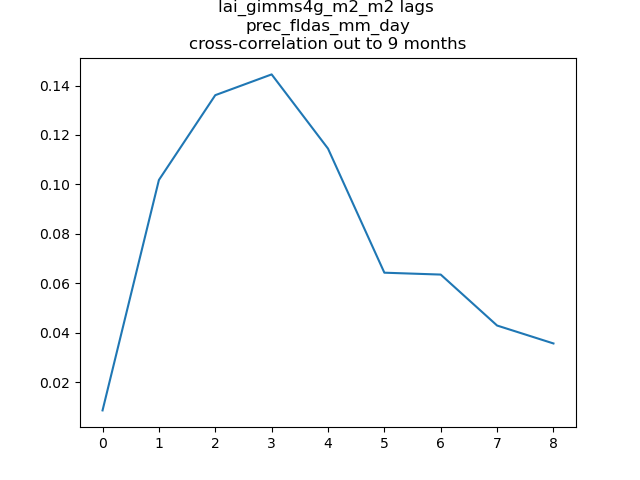 lai_gimms4g_m2_m2 lags
prec_fldas_mm_day
cross-correlation out to 9 months
0.14
0.12
0.10
0.08
0.06
0.04
0.02
0 1 2 3 4 5 6 7 8